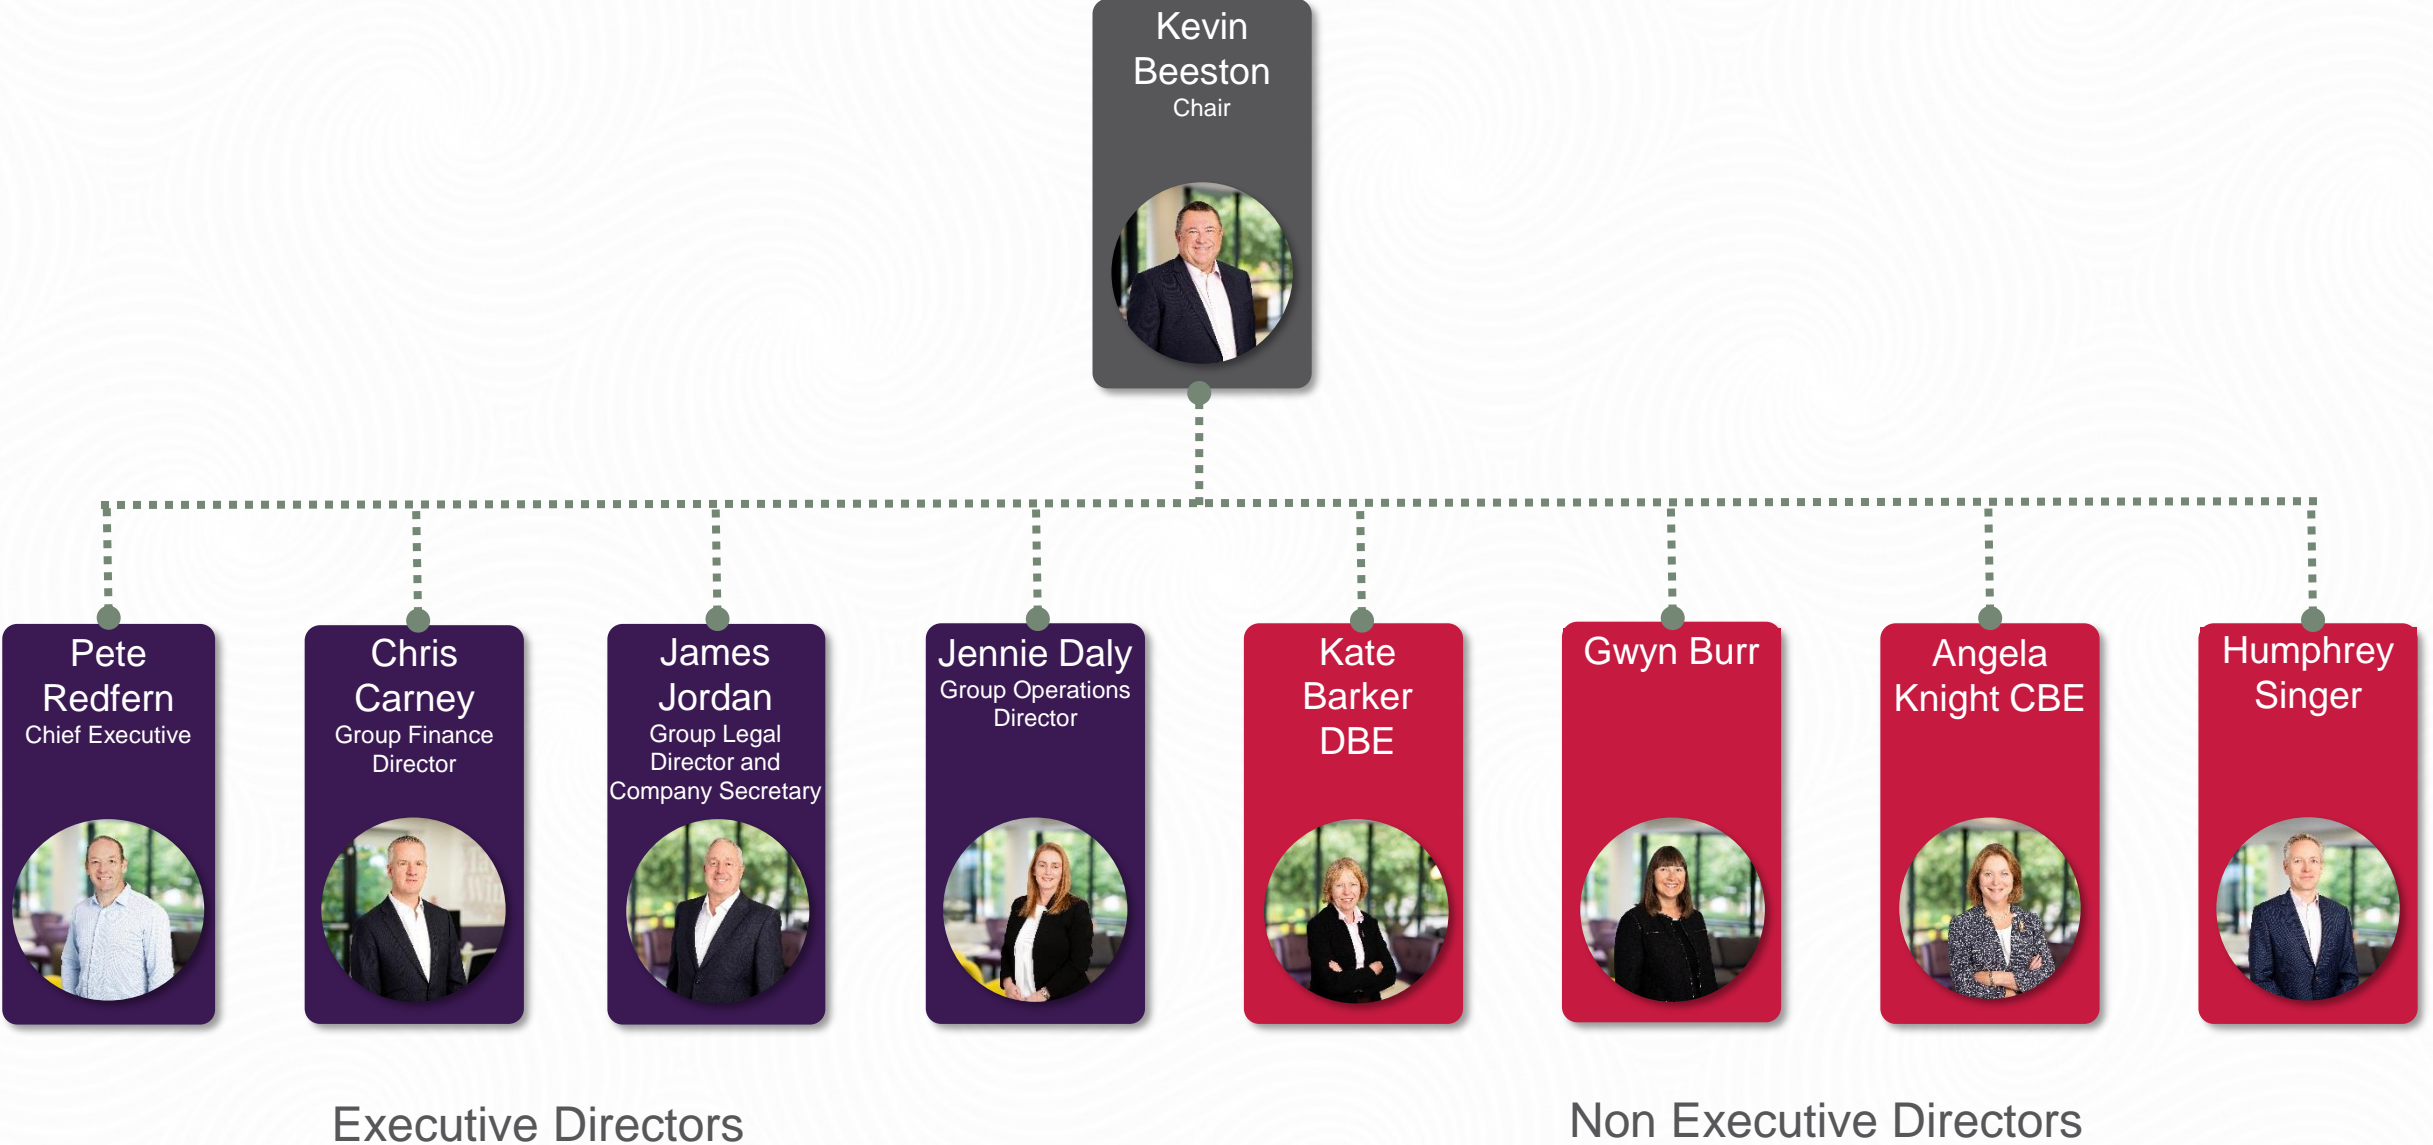 Kevin
Beeston
Chair
Pete
Redfern
Chief Executive
Chris
Carney
Group Finance
Director
James
Jordan
Group Legal
Director and
Company Secretary
Jennie Daly
Group Operations
Director
Kate
Barker
DBE
Gwyn Burr
Angela
Knight CBE
Humphrey
Singer
Executive Directors
Non Executive Directors